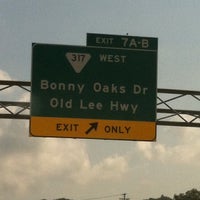 EXIT 7A-B
317 WEST
Bonny Oaks Dr
Old Lee Hwy
EXIT ONLY